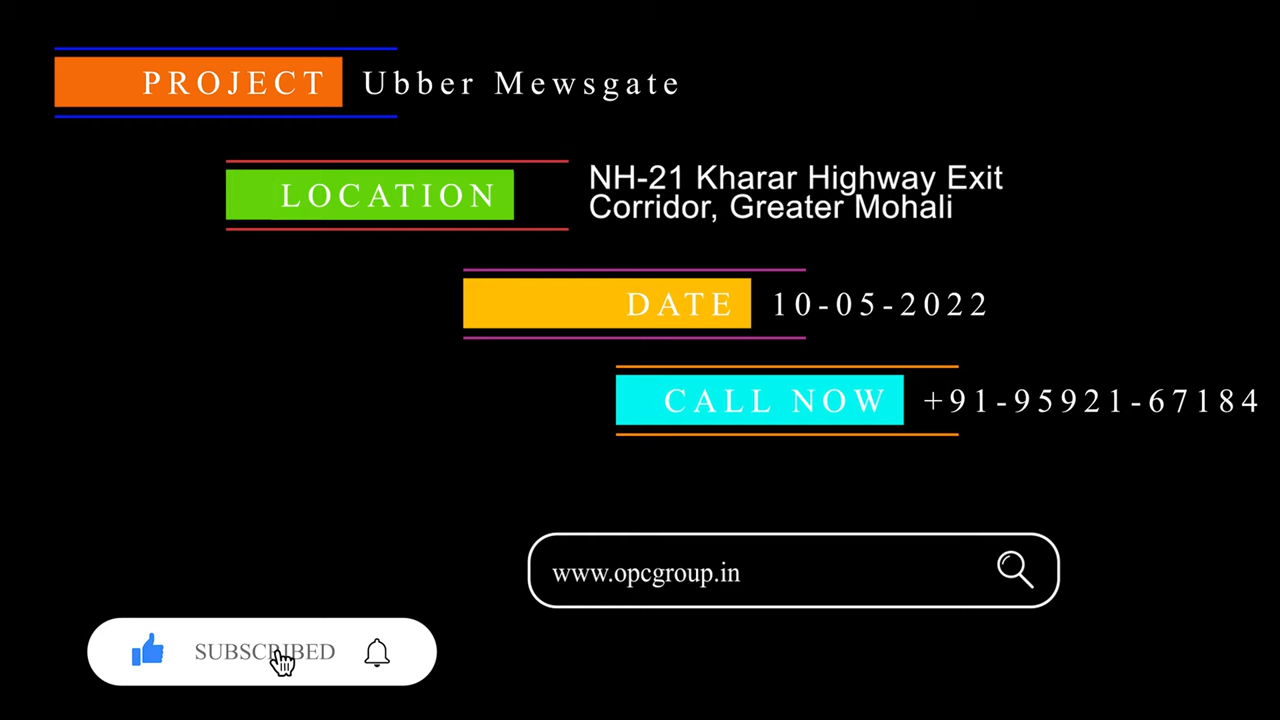 PROJECT Ubber Mewsgate
LOCATION NH-21 Kharar Highway Exit
Corridor, Greater Mohali
DATE 10-05-2022
CALL NOW +91-95921-67184
www.opcgroup.in
SUBSCRIBED